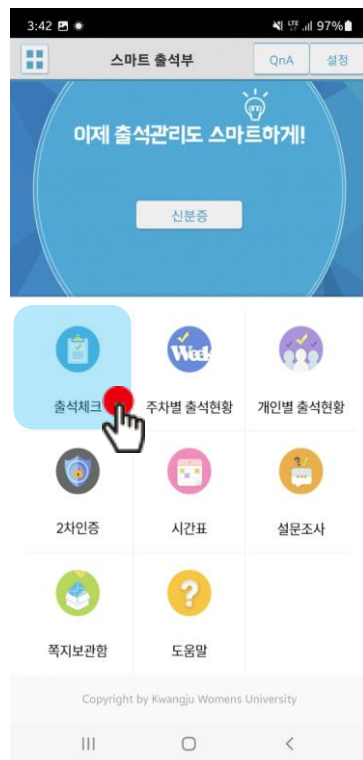 3:42 LTE 97%
스마트 출석부 QnA 설정
이제 출석관리도 스마트하게!
신분증
Week
출석체크 주차별 출석현황 개인별 출석현황
2차인증 시간표 설문조사
쪽지보관함 도움말
Copyright by Kwangju Womens University